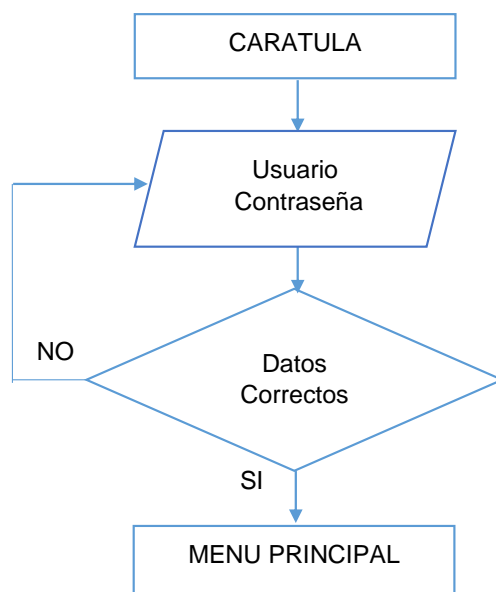 CARATULA
Usuario
Contraseña
NO
Datos
Correctos
SI
MENU PRINCIPAL